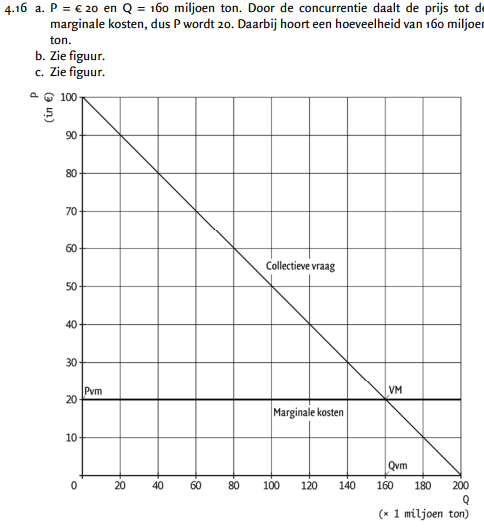 4.16 a. P = € 20 en Q = 160 miljoen ton. Door de concurrentie daalt de prijs tot de
marginale kosten, dus P wordt 20. Daarbij hoort een hoeveelheid van 160 miljoen
ton.
b. Zie figuur.
c. Zie figuur.
P
(in €)
100
90
80
70
60
Collectieve vraag
50
40
30
Pvm
VM
20
Marginale kosten
10
Qvm
0 20 40 60 80 100 120 140 160 180 200
Q
(× 1 miljoen ton)